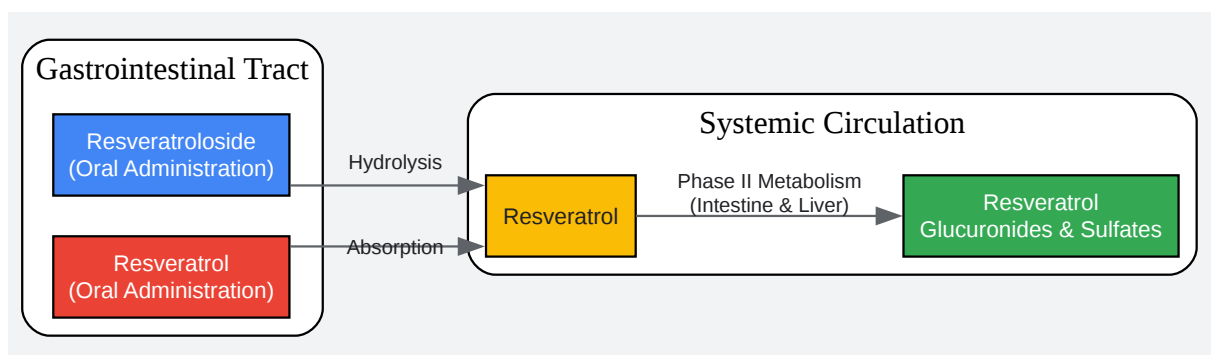 Gastrointestinal Tract
Resveratroloside
(Oral Administration)
Resveratrol
(Oral Administration)
Hydrolysis
Absorption
Systemic Circulation
Resveratrol
Phase II Metabolism
(Intestine & Liver)
Resveratrol
Glucuronides & Sulfates